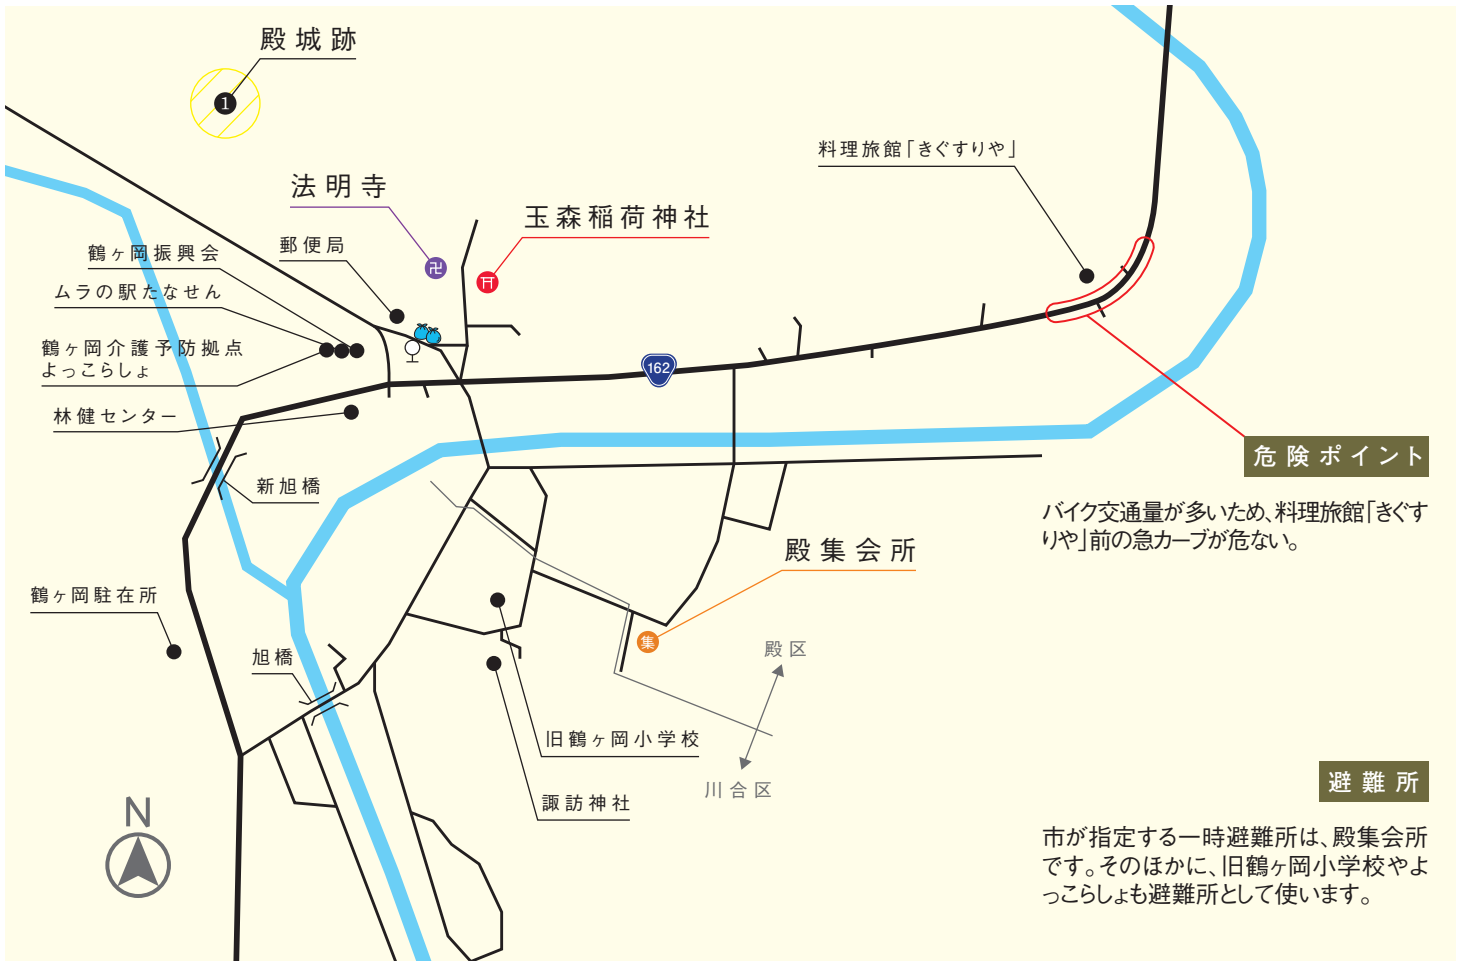 殿城跡
1
料理旅館「きぐすりや」
法明寺
玉森稲荷神社
郵便局
鶴ヶ岡振興会
卍
ムラの駅たなせん
鶴ヶ岡介護予防拠点
よっこらしょ
162
林健センター
危険ポイント
新旭橋
バイク交通量が多いため、料理旅館「きぐす
りや」前の急カーブが危ない。
殿集会所
鶴ヶ岡駐在所
集
殿区
旭橋
旧鶴ヶ岡小学校
川合区
避難所
諏訪神社
N
市が指定する一時避難所は、殿集会所
です。そのほかに、旧鶴ヶ岡小学校やよ
っこらしょも避難所として使います。